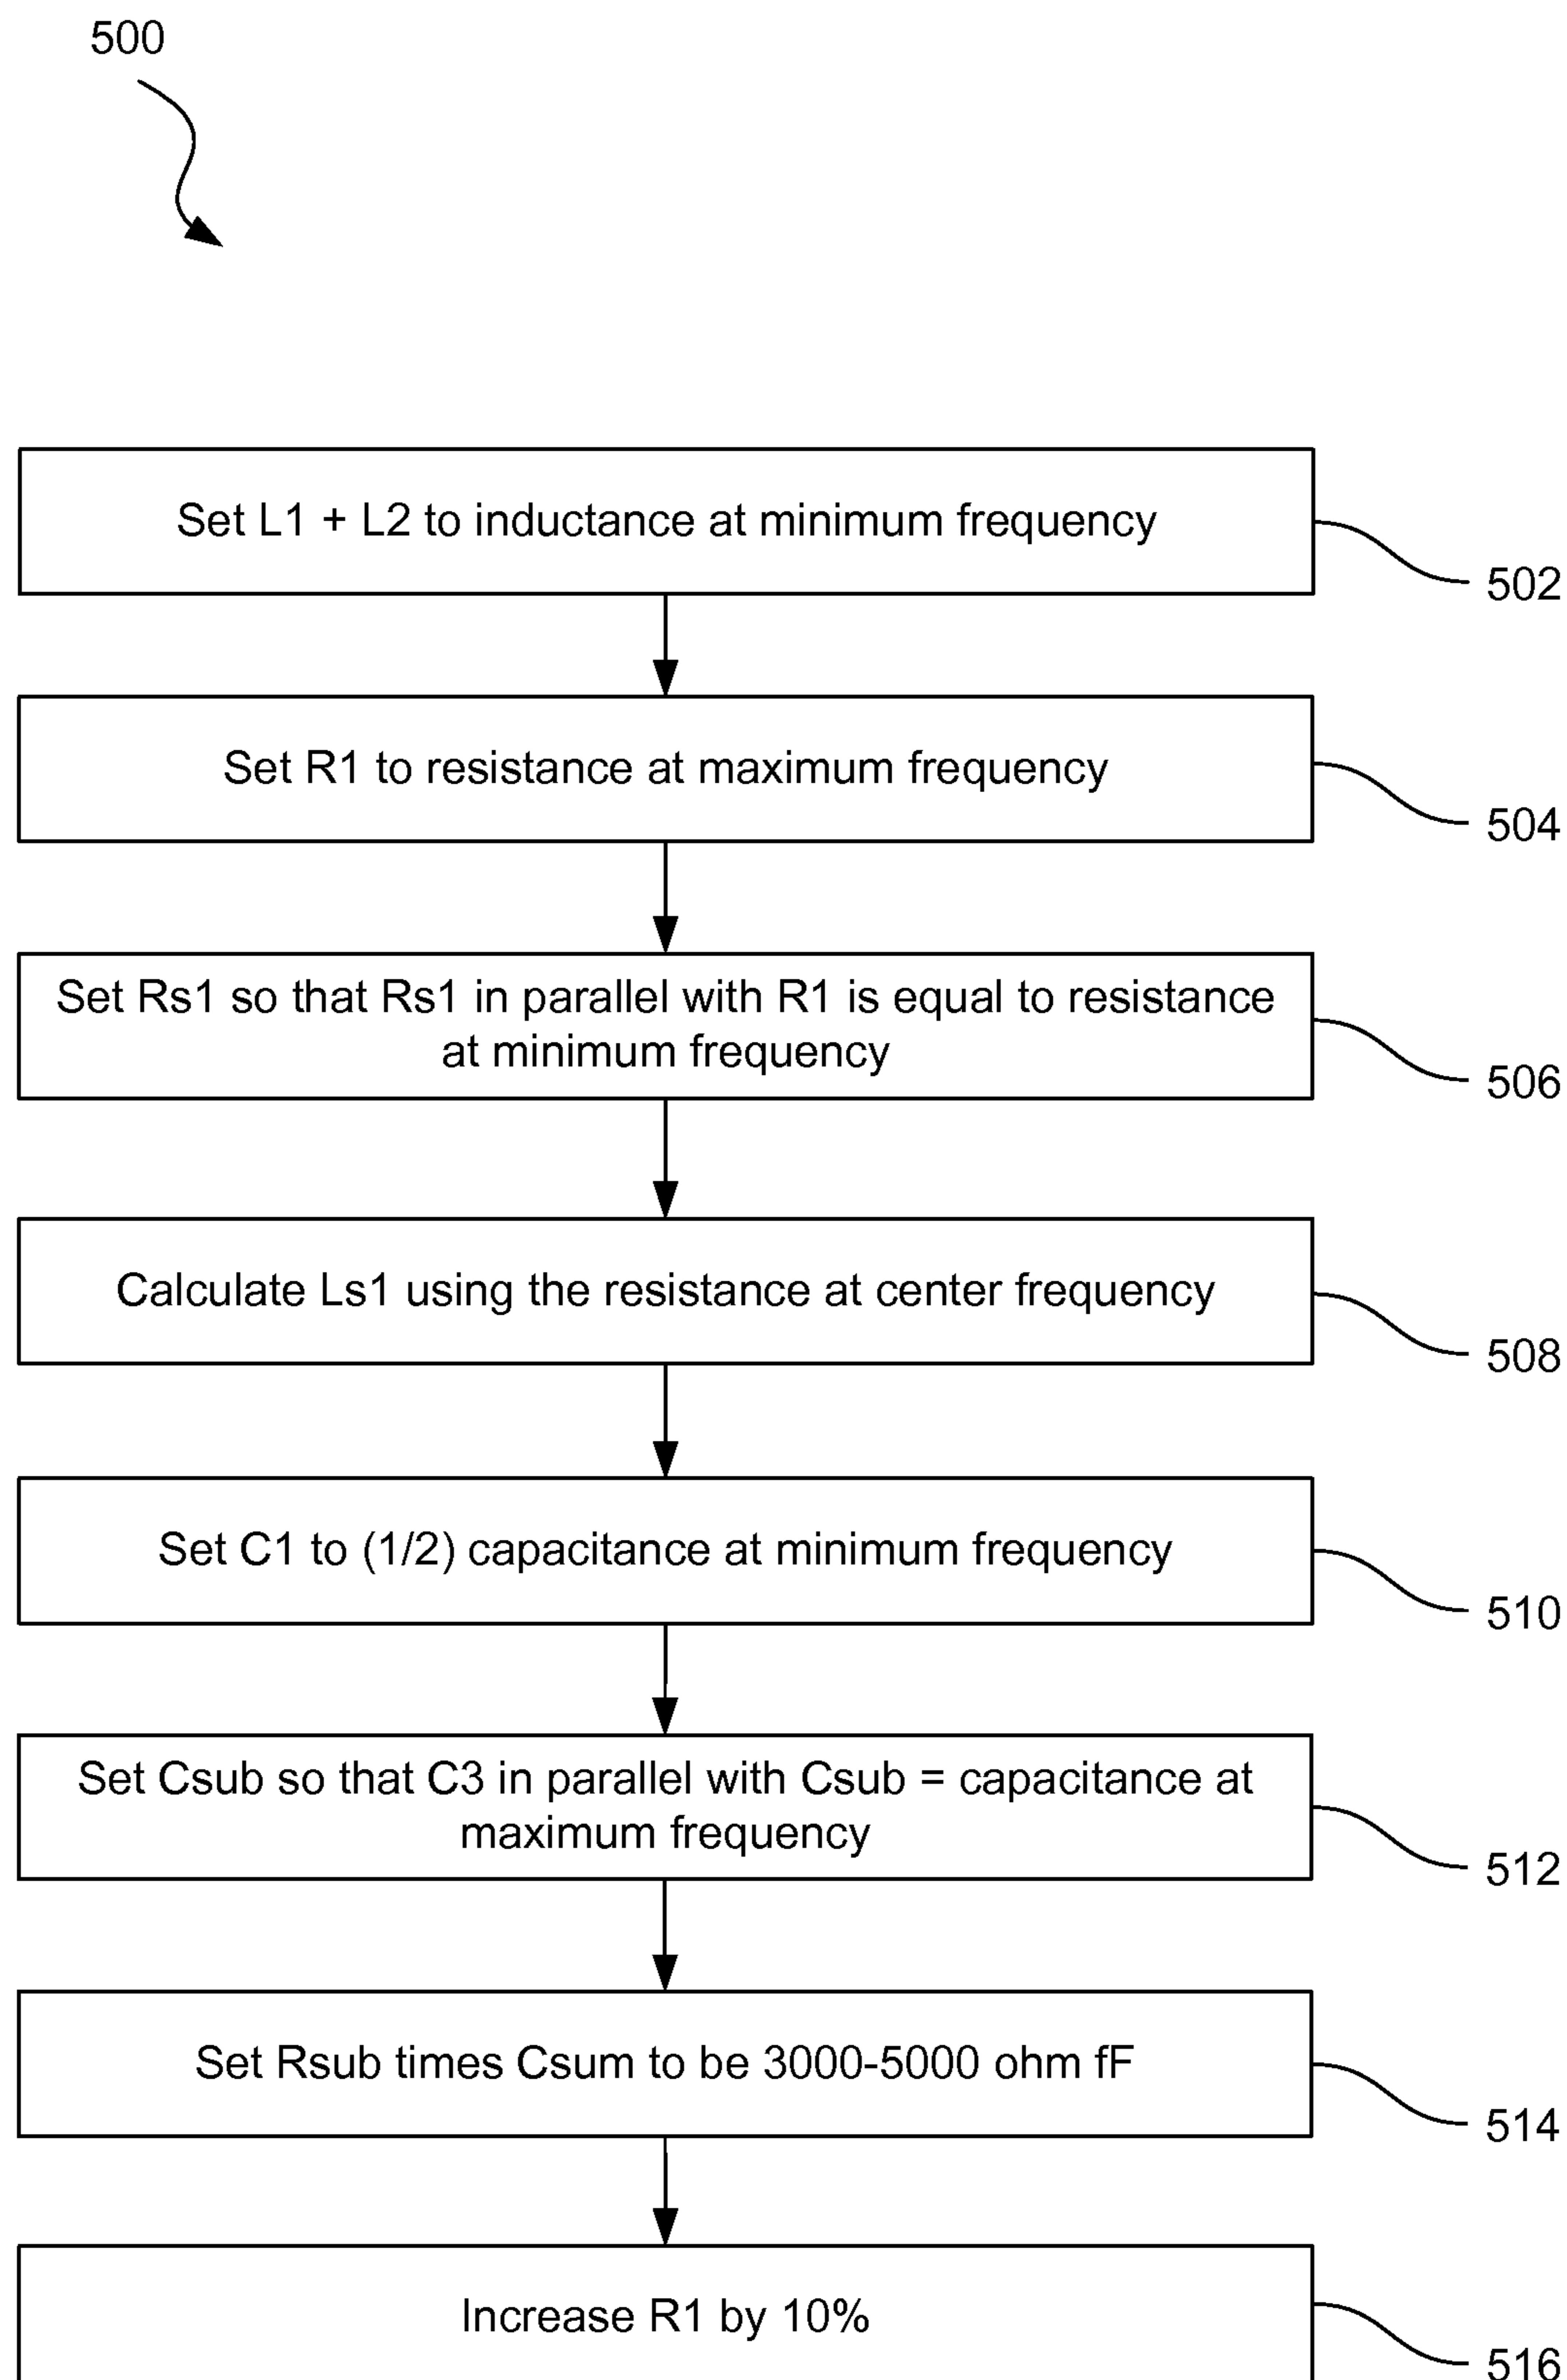 500
Set L1 + L2 to inductance at minimum frequency
502
Set R1 to resistance at maximum frequency
504
Set Rs1 so that Rs1 in parallel with R1 is equal to resistance
at minimum frequency
506
Calculate Ls1 using the resistance at center frequency
508
Set C1 to (1/2) capacitance at minimum frequency
510
Set Csub so that C3 in parallel with Csub = capacitance at
maximum frequency
512
Set Rsub times Csum to be 3000-5000 ohm fF
514
Increase R1 by 10%
516